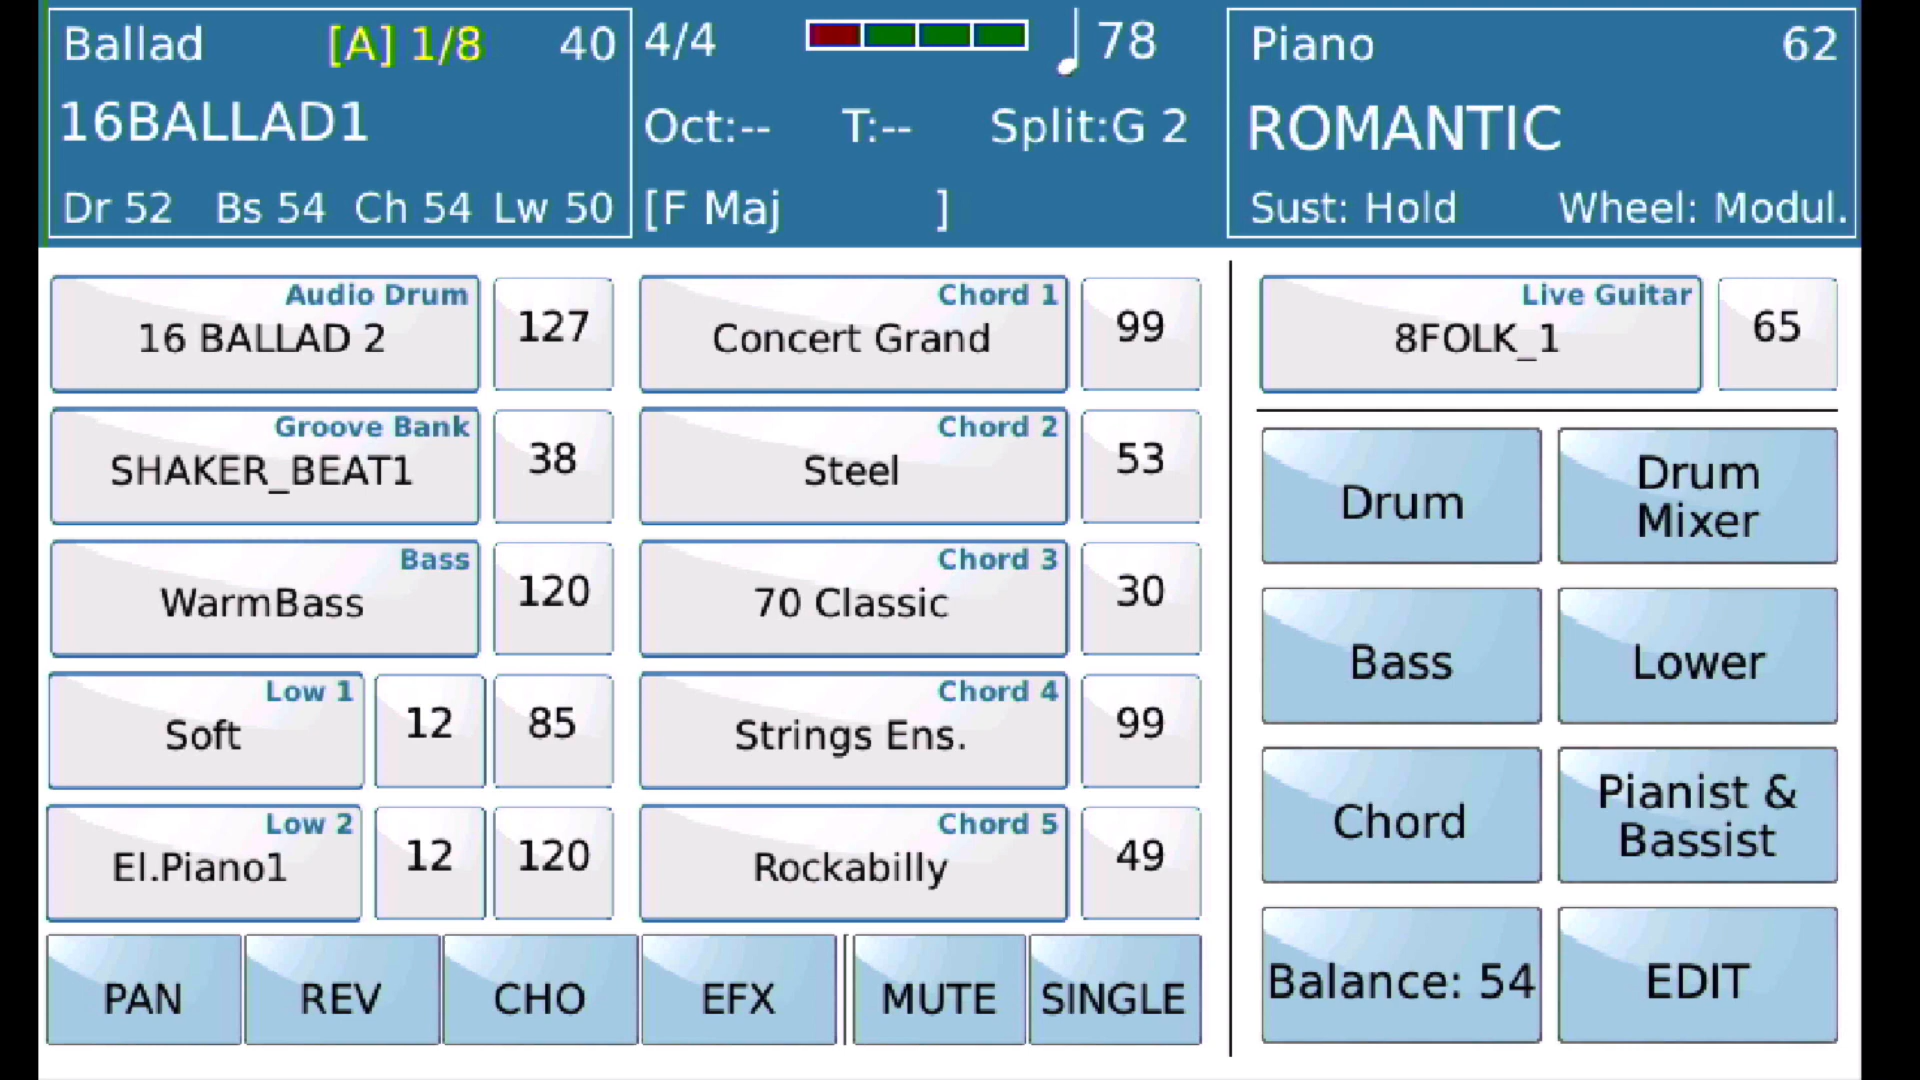 Ballad [A] 1/8 40
16BALLAD1
Dr 52 Bs 54 Ch 54 Lw 50
4/4 78
Oct:-- T:-- Split:G 2
[F Maj ]
Piano 62
ROMANTIC
Sust: Hold Wheel: Modul.
Audio Drum
16 BALLAD 2 127
Groove Bank
SHAKER_BEAT1 38
Bass
WarmBass 120
Low 1
Soft 12 85
Low 2
El.Piano1 12 120
Chord 1
Concert Grand 99
Chord 2
Steel 53
Chord 3
70 Classic 30
Chord 4
Strings Ens. 99
Chord 5
Rockabilly 49
PAN REV CHO EFX MUTE SINGLE
Live Guitar
8FOLK_1 65
Drum
Drum
Mixer
Bass
Lower
Chord
Pianist &
Bassist
Balance: 54
EDIT